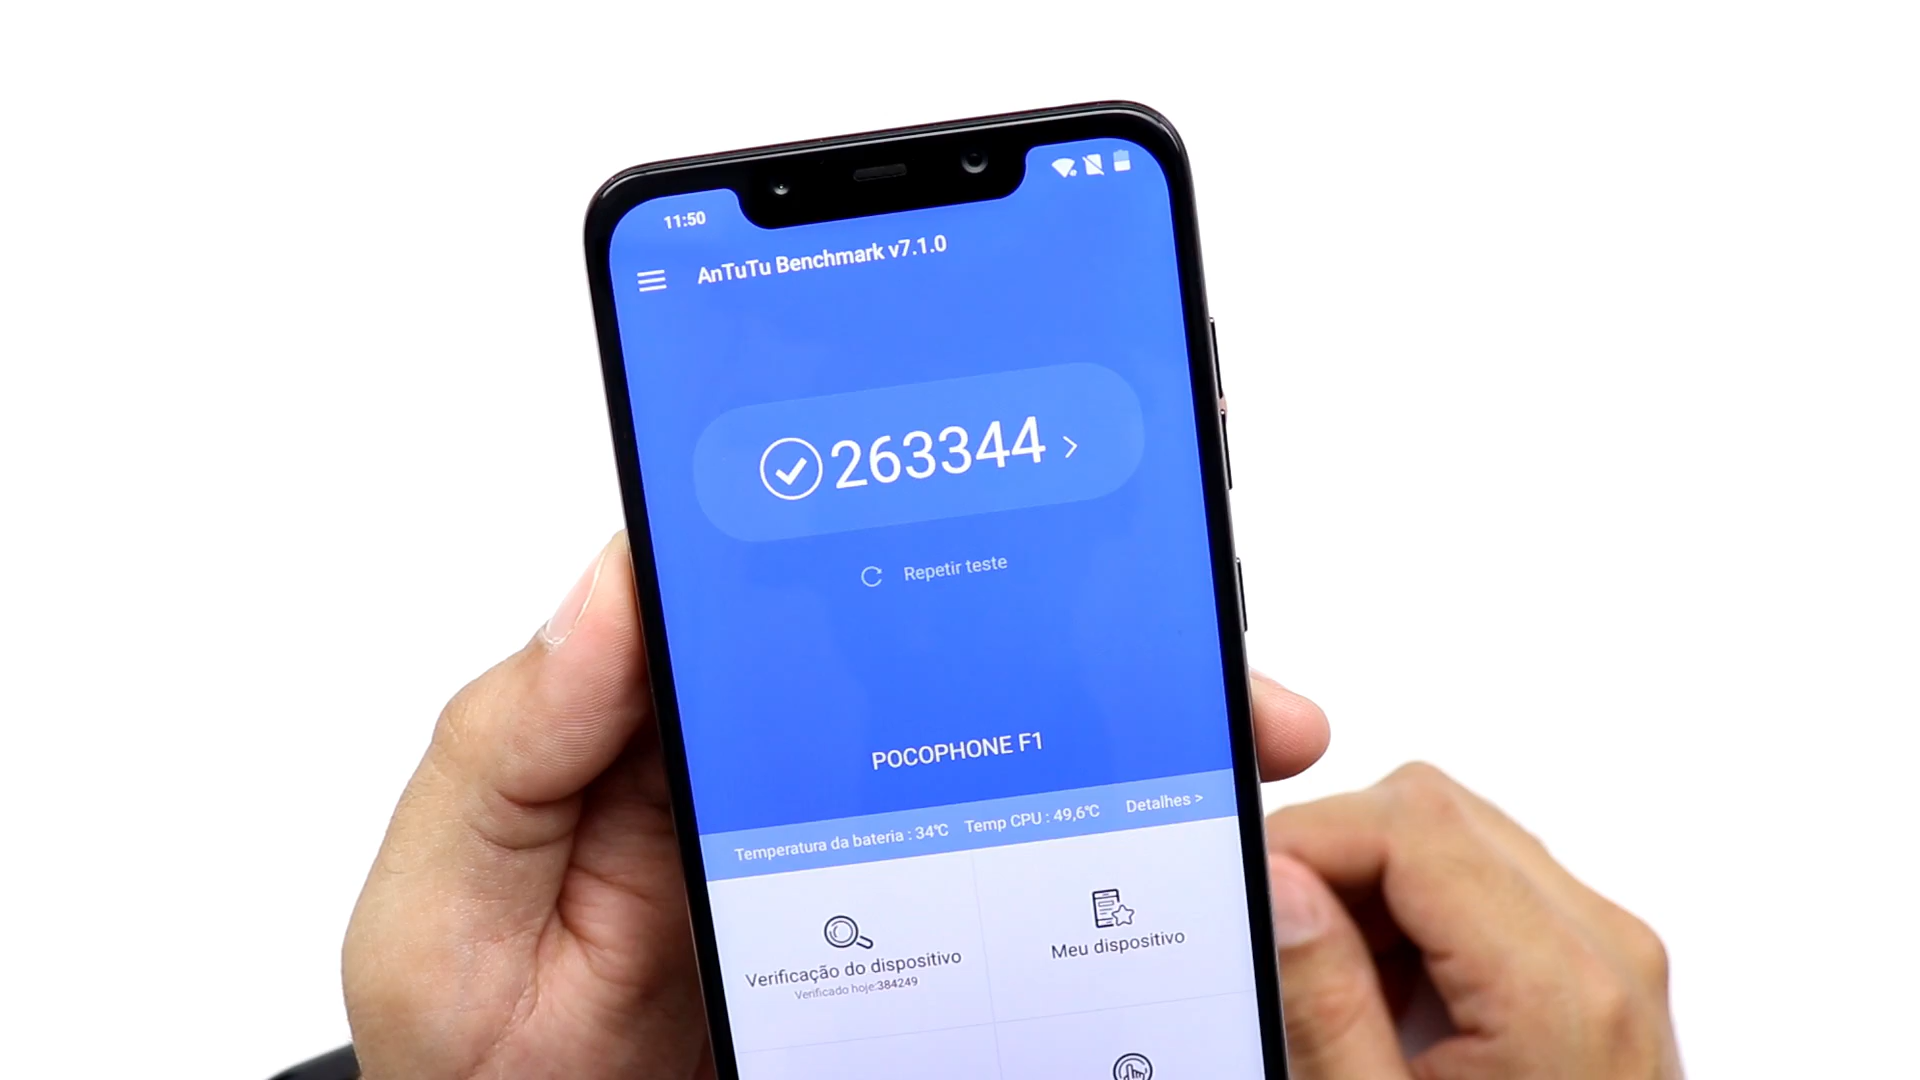 11:50
AnTuTu Benchmark v7.1.0
263344 >
Repetir teste
POCOPHONE F1
Temperatura da bateria : 34℃ Temp CPU : 49,6℃ Detalhes >
Verificação do dispositivo
Verificado hoje:384249
Meu dispositivo